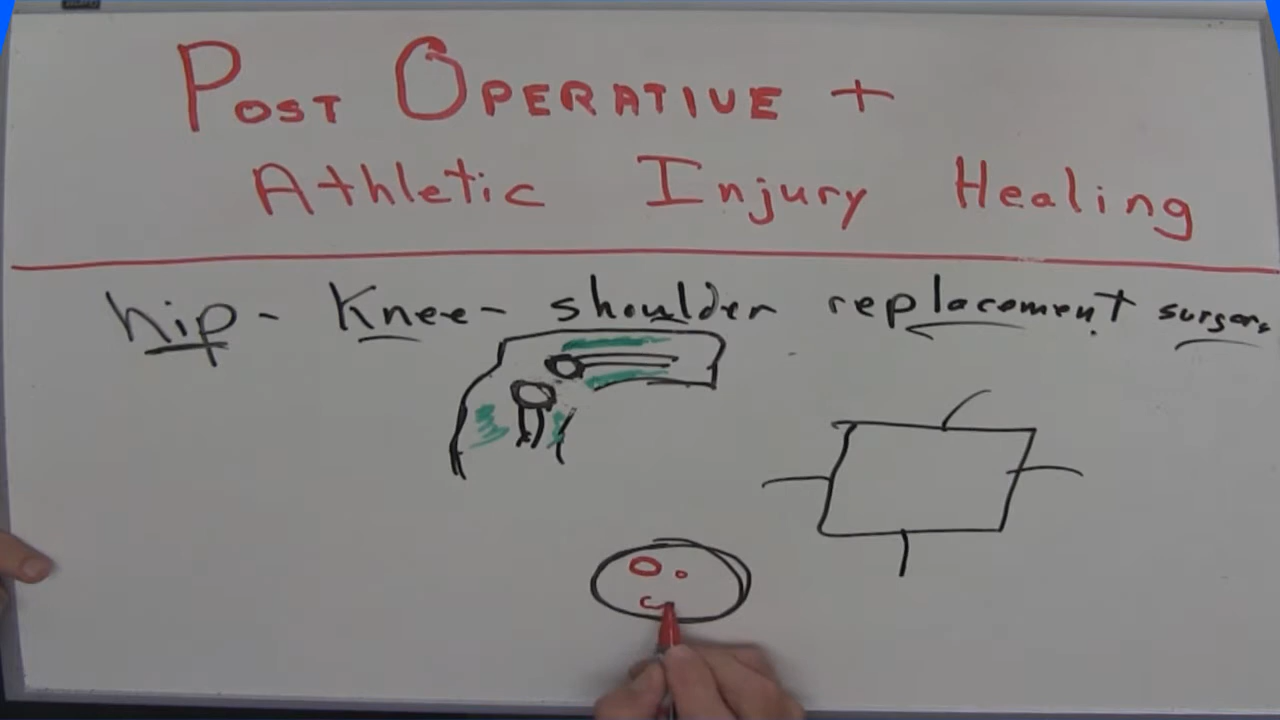 Post Operative +
Athletic Injury Healing
hip - Knee - shoulder replacement surgery